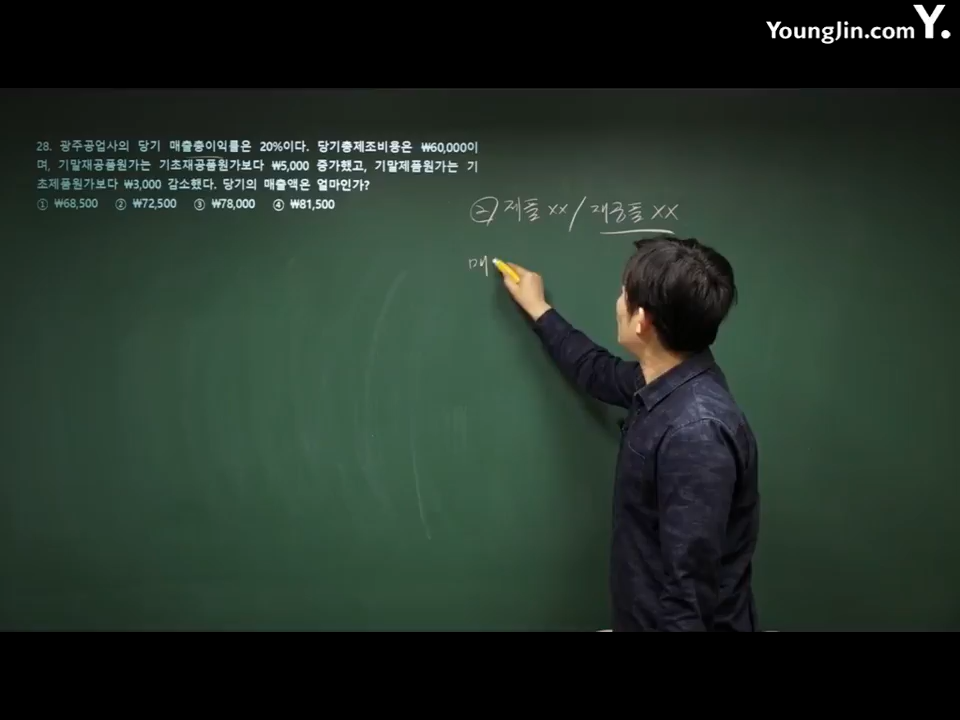 YoungJin.com Y.
28. 광주공업사의 당기 매출총이익률은 20%이다. 당기총제조비용은 ₩60,000이
며, 기말재공품원가는 기초재공품원가보다 ₩5,000 증가했고, 기말제품원가는 기
초제품원가보다 ₩3,000 감소했다. 당기의 매출액은 얼마인가?
① ₩68,500 ② ₩72,500 ③ ₩78,000 ④ ₩81,500
② 제품 xx / 재공품 xx
매